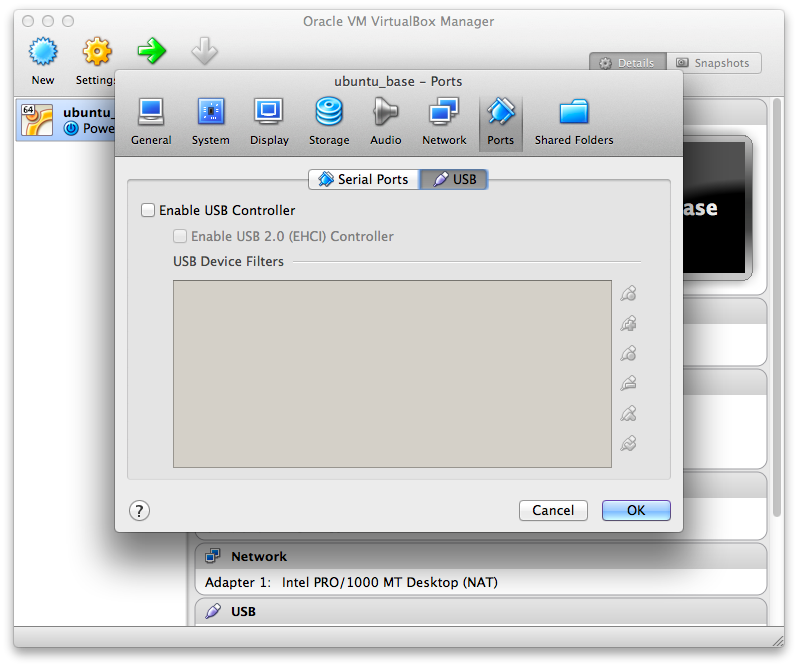 Oracle VM VirtualBox Manager
New
Settings
Details
Snapshots
64
ubuntu_
Powe
ubuntu_base – Ports
General
System
Display
Storage
Audio
Network
Ports
Shared Folders
Serial Ports
USB
Enable USB Controller
Enable USB 2.0 (EHCI) Controller
USB Device Filters
ase
?
Cancel
OK
Network
Adapter 1: Intel PRO/1000 MT Desktop (NAT)
USB